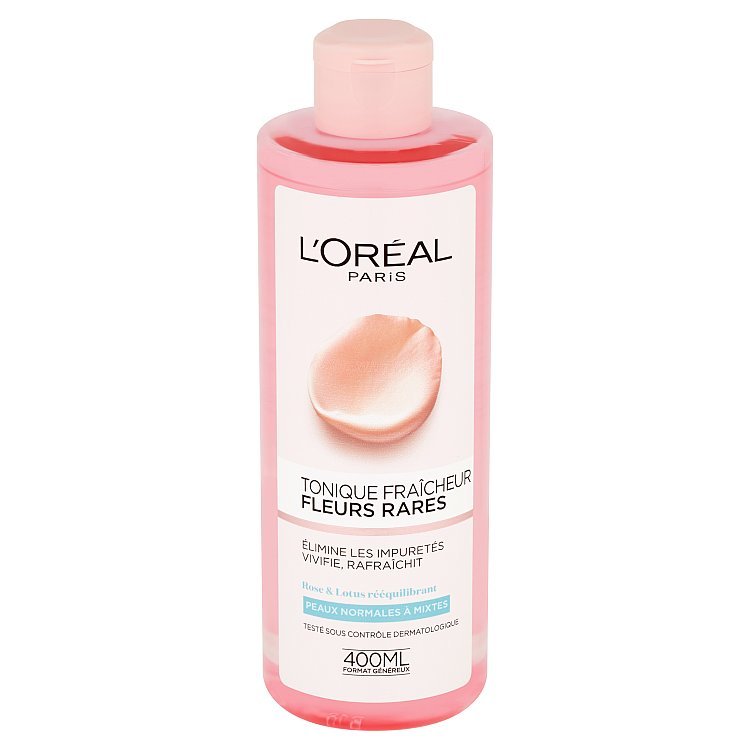 L'ORÉAL
PARiS
TONIQUE FRAÎCHEUR
FLEURS RARES
ÉLIMINE LES IMPURETÉS
VIVIFIE, RAFRAÎCHIT
Rose & Lotus rééquilibrant
PEAUX NORMALES À MIXTES
TESTÉ SOUS CONTRÔLE DERMATOLOGIQUE
400ML
FORMAT GÉNÉREUX